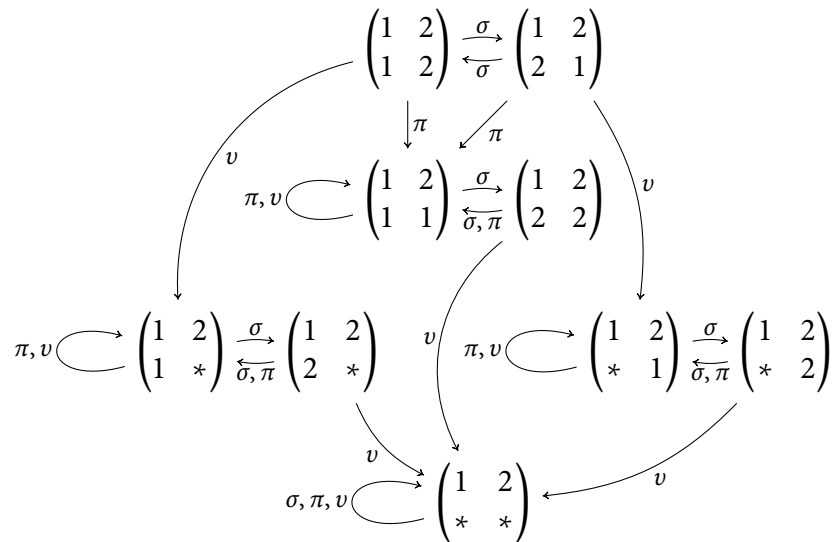 (1 2 / 1 2) σ σ (1 2 / 2 1)
υ π π υ
π, υ (1 2 / 1 1) σ σ, π (1 2 / 2 2)
π, υ (1 2 / 1 *) σ σ, π (1 2 / 2 *) υ π, υ (1 2 / * 1) σ σ, π (1 2 / * 2)
υ υ
σ, π, υ (1 2 / * *)